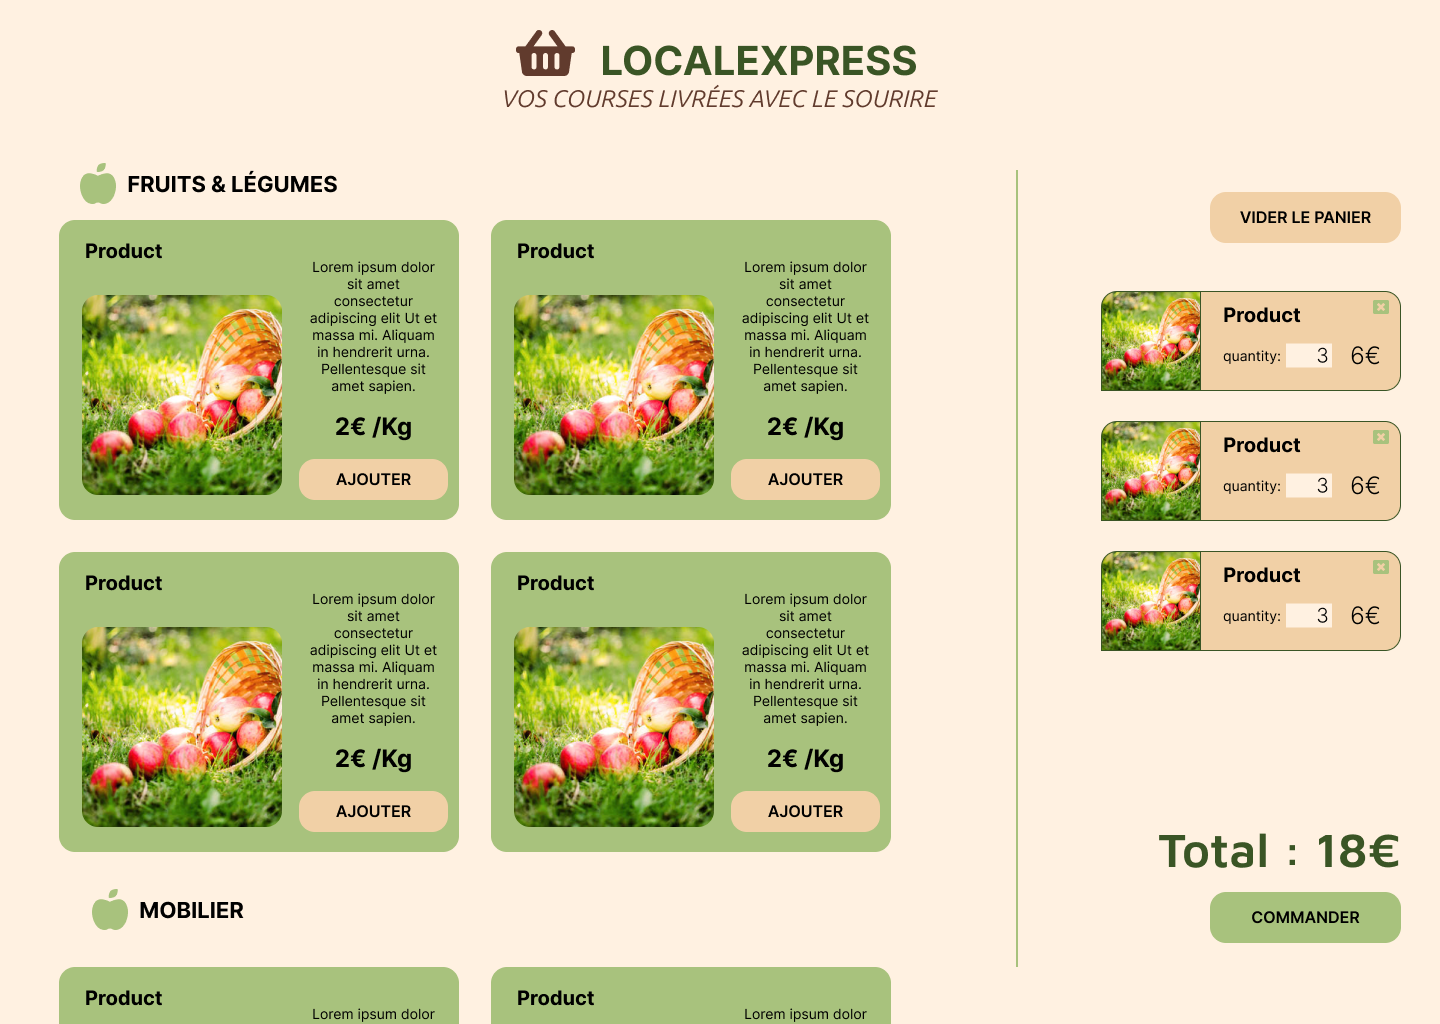 LOCALEXPRESS
VOS COURSES LIVRÉES AVEC LE SOURIRE
FRUITS & LÉGUMES
Product
Lorem ipsum dolor
sit amet
consectetur
adipiscing elit Ut et
massa mi. Aliquam
in hendrerit urna.
Pellentesque sit
amet sapien.
2€ /Kg
AJOUTER
Product
Lorem ipsum dolor
sit amet
consectetur
adipiscing elit Ut et
massa mi. Aliquam
in hendrerit urna.
Pellentesque sit
amet sapien.
2€ /Kg
AJOUTER
Product
Lorem ipsum dolor
sit amet
consectetur
adipiscing elit Ut et
massa mi. Aliquam
in hendrerit urna.
Pellentesque sit
amet sapien.
2€ /Kg
AJOUTER
Product
Lorem ipsum dolor
sit amet
consectetur
adipiscing elit Ut et
massa mi. Aliquam
in hendrerit urna.
Pellentesque sit
amet sapien.
2€ /Kg
AJOUTER
MOBILIER
Product
Lorem ipsum dolor
Product
Lorem ipsum dolor
VIDER LE PANIER
Product
quantity: 3 6€
Product
quantity: 3 6€
Product
quantity: 3 6€
Total : 18€
COMMANDER